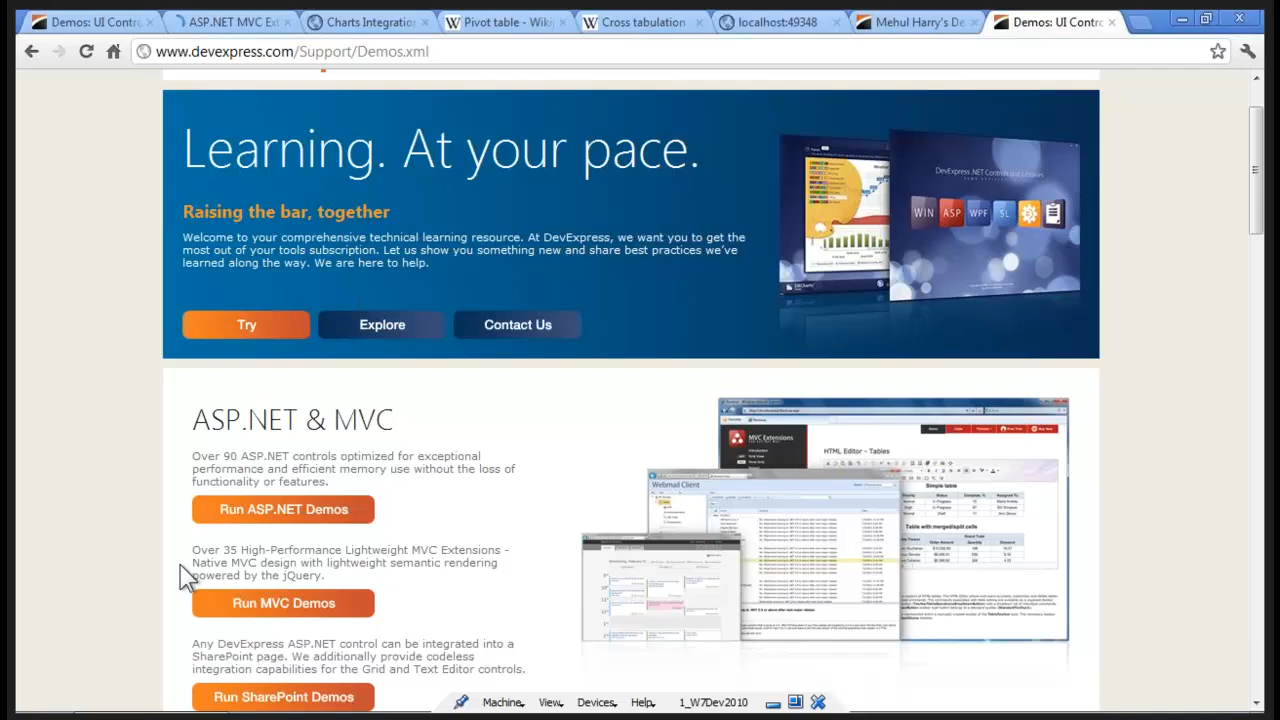 Demos: UI Contro
ASP.NET MVC Ex
Charts Integratio
Pivot table - Wiki
Cross tabulation
localhost:49348
Mehul Harry's De
Demos: UI Contro
www.devexpress.com/Support/Demos.xml
Learning. At your pace.
Raising the bar, together
Welcome to your comprehensive technical learning resource. At DevExpress, we want you to get the
most out of your tools subscription. Let us show you something new and share best practices we've
learned along the way. We are here to help.
Try
Explore
Contact Us
DevExpress .NET Controls and Libraries
WIN
ASP
WPF
SL
ASP.NET & MVC
Over 90 ASP.NET controls optimized for exceptional
performance and efficient memory use without the loss of
functionality or features.
Run ASP.NET Demos
Over 35 High Performance Lightweight MVC Extensions -
Native MVC design with lightweight semantic rendering
powered by the jQuery.
Run MVC Demos
Any DevExpress ASP.NET control can be integrated into a
SharePoint page. We additionally provide codeless
integration capabilities for the Grid and Text Editor controls.
Run SharePoint Demos
MVC Extensions
HTML Editor - Tables
Simple table
Table with merged/split cells
Webmail Client
Machine
View
Devices
Help
1_W7Dev2010